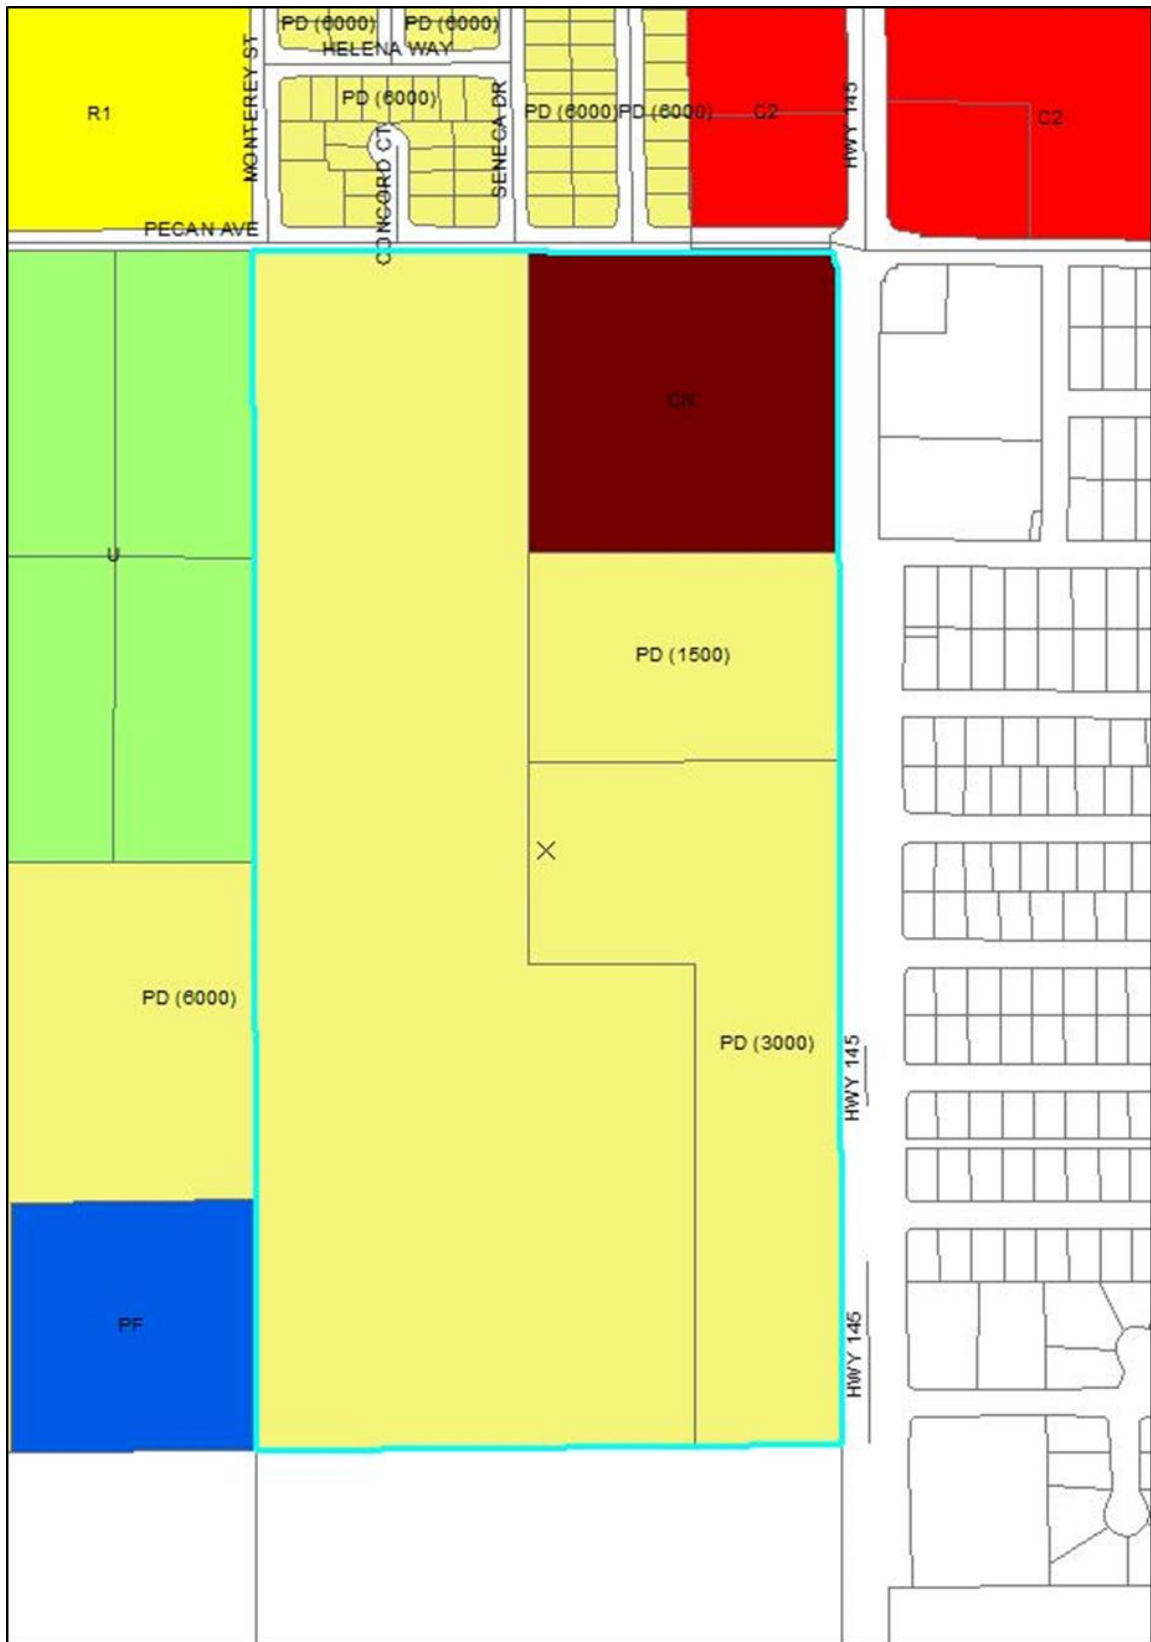 PD (6000)
PD (6000)
HELENA WAY
MONTEREY ST
R1
PD (6000)
CONCORD CT
SENECA DR
PD (6000)
PD (6000)
C2
HWY 145
C2
PECAN AVE
CN
U
PD (1500)
PD (6000)
PD (3000)
HWY 145
PF
HWY 145